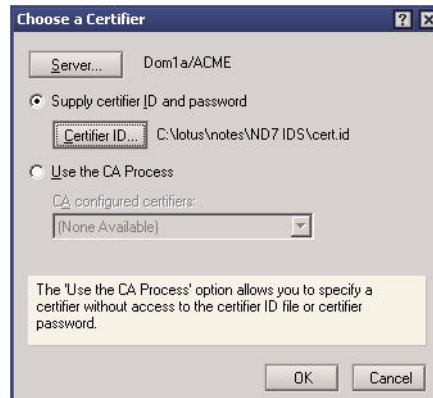 Choose a Certifier
Server... Dom1a/ACME
Supply certifier ID and password
Certifier ID... C:\lotus\notes\ND7 IDS\cert.id
Use the CA Process
CA configured certifiers:
(None Available)
The 'Use the CA Process' option allows you to specify a
certifier without access to the certifier ID file or certifier
password.
OK Cancel